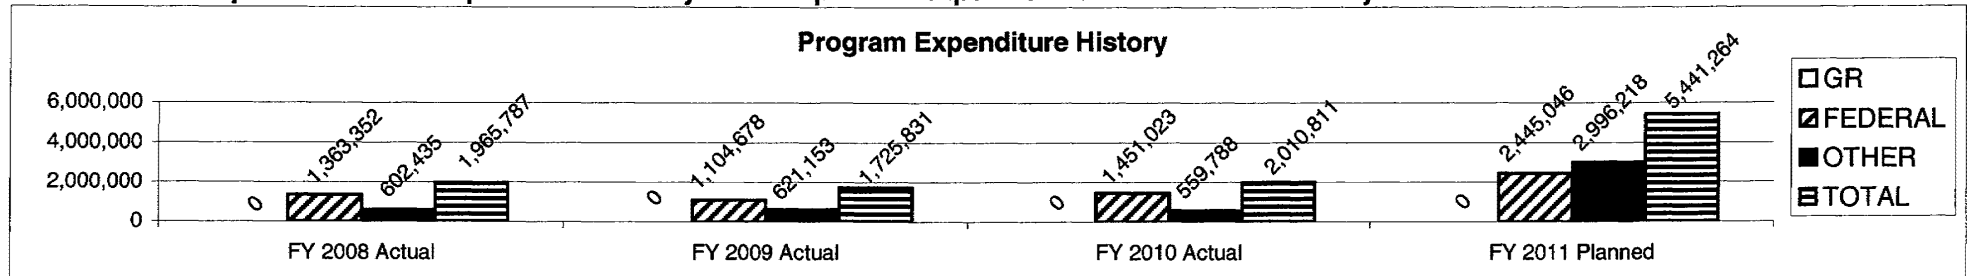 Program Expenditure History
6,000,000
4,000,000
2,000,000
0
0
1,363,352
602,435
1,965,787
0
1,104,678
621,153
1,725,831
0
1,451,023
559,788
2,010,811
0
2,445,046
2,996,218
5,441,264
FY 2008 Actual
FY 2009 Actual
FY 2010 Actual
FY 2011 Planned
GR
FEDERAL
OTHER
TOTAL